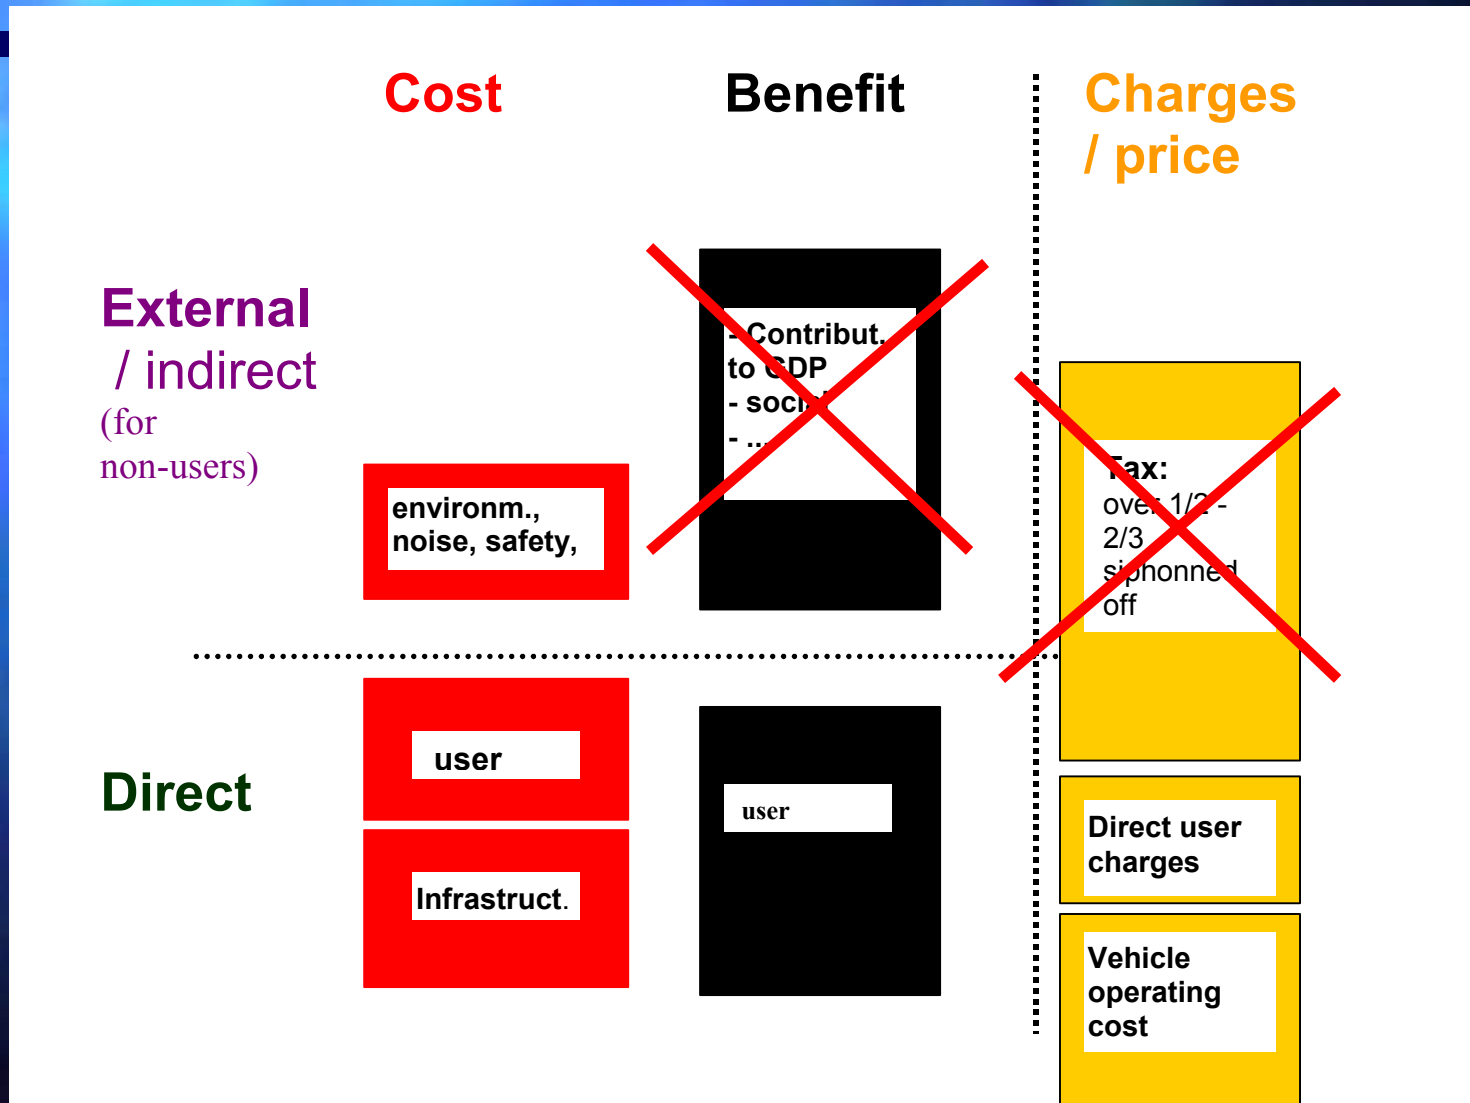 Cost
Benefit
Charges
/ price
External
/ indirect
(for
non-users)
environm.,
noise, safety,
- Contribut.
to GDP
- social
- ...
Tax:
over 1/2 -
2/3
siphonned
off
Direct
user
Infrastruct.
user
Direct user
charges
Vehicle
operating
cost